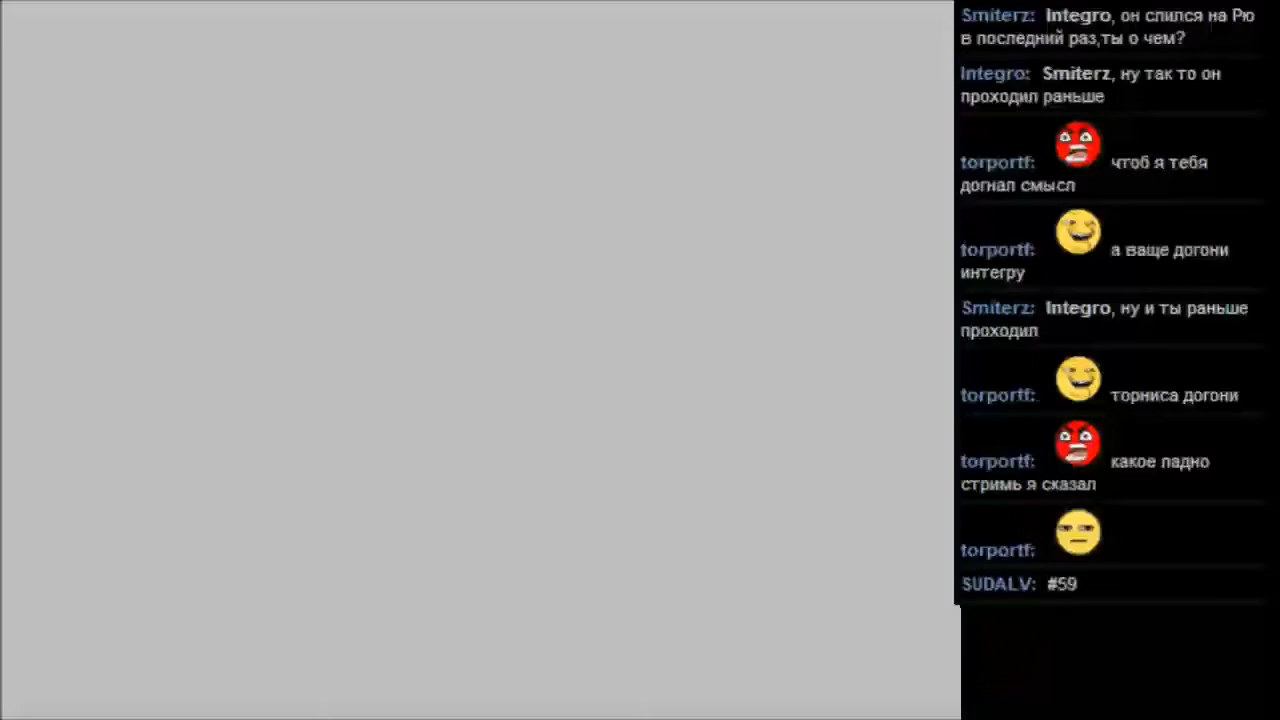 Smiterz: Integro, он слился на Рю
в последний раз,ты о чем?
Integro: Smiterz, ну так то он
проходил раньше
torportf: чтоб я тебя
догнал смысл
torportf: а ваще догони
интегру
Smiterz: Integro, ну и ты раньше
проходил
torportf: торниса догони
torportf: какое ладно
стримь я сказал
torportf:
SUDALV: #59